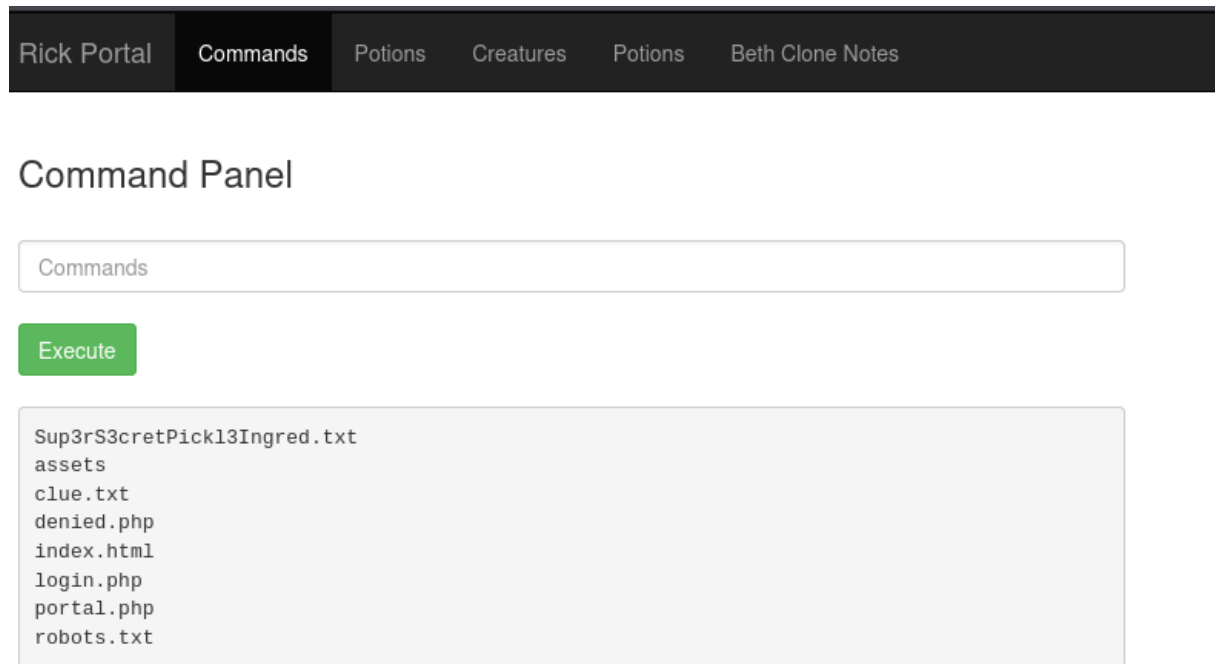 Rick Portal Commands Potions Creatures Potions Beth Clone Notes
Command Panel
Commands
Execute
Sup3rS3cretPickl3Ingred.txt
assets
clue.txt
denied.php
index.html
login.php
portal.php
robots.txt